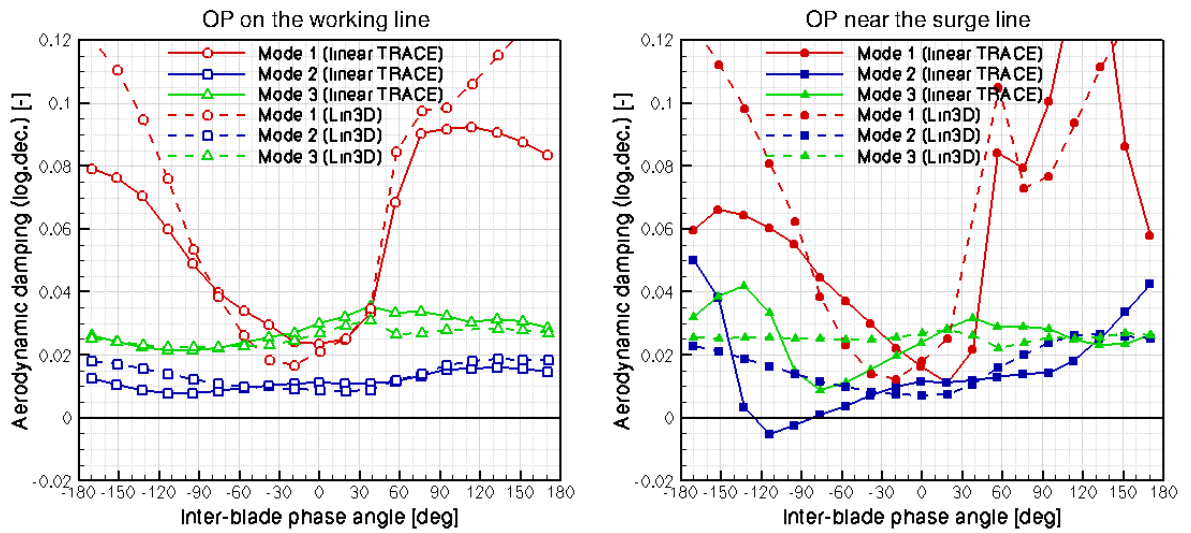 OP on the working line
0.12
0.1
0.08
0.06
0.04
0.02
0
-0.02
Aerodynamic damping (log.dec.) [-]
Mode 1 (linear TRACE)
Mode 2 (linear TRACE)
Mode 3 (linear TRACE)
Mode 1 (Lin3D)
Mode 2 (Lin3D)
Mode 3 (Lin3D)
-180 -150 -120 -90 -60 -30 0 30 60 90 120 150 180
Inter-blade phase angle [deg]
OP near the surge line
0.12
0.1
0.08
0.06
0.04
0.02
0
-0.02
Aerodynamic damping (log.dec.) [-]
Mode 1 (linear TRACE)
Mode 2 (linear TRACE)
Mode 3 (linear TRACE)
Mode 1 (Lin3D)
Mode 2 (Lin3D)
Mode 3 (Lin3D)
-180 -150 -120 -90 -60 -30 0 30 60 90 120 150 180
Inter-blade phase angle [deg]